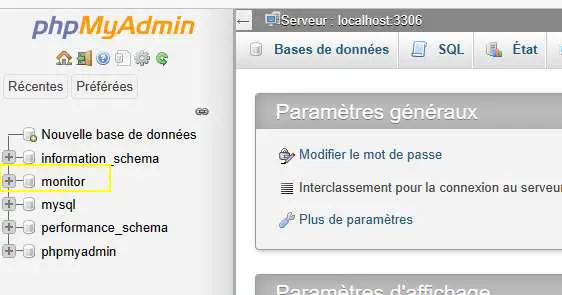 phpMyAdmin
Récentes Préférées
Nouvelle base de données
information_schema
monitor
mysql
performance_schema
phpmyadmin
Serveur : localhost:3306
Bases de données SQL État
Paramètres généraux
Modifier le mot de passe
Interclassement pour la connexion au serveur
Plus de paramètres
Paramètres d'affichage